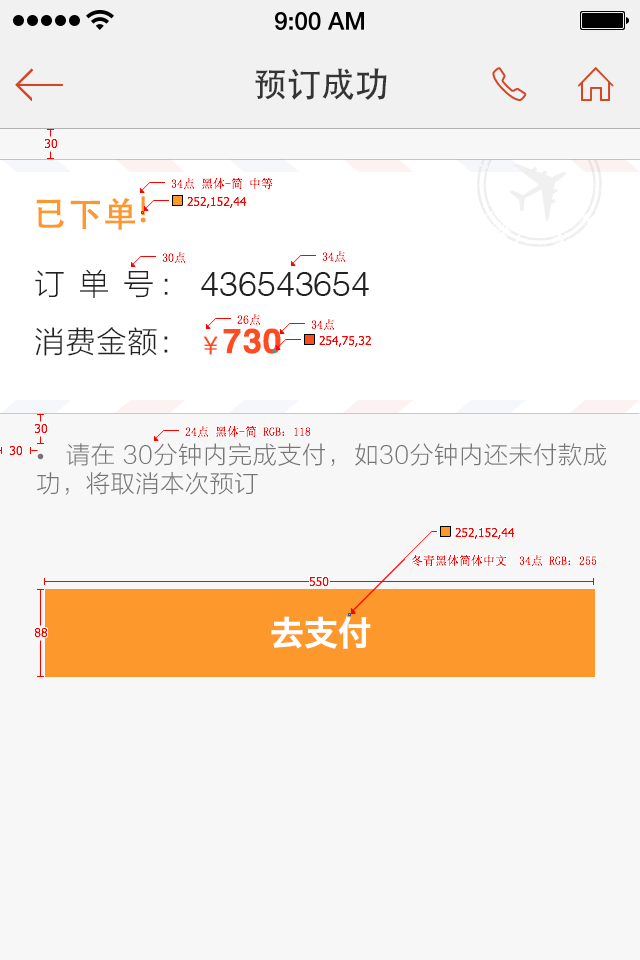 9:00 AM
预订成功
30
34点 黑体-简 中等
已下单!
252,152,44
30点
34点
订 单 号： 436543654
26点
34点
消费金额： ￥730
254,75,32
30
24点 黑体-简 RGB：118
30
• 请在 30分钟内完成支付，如30分钟内还未付款成
功，将取消本次预订
252,152,44
冬青黑体简体中文 34点 RGB：255
550
88
去支付